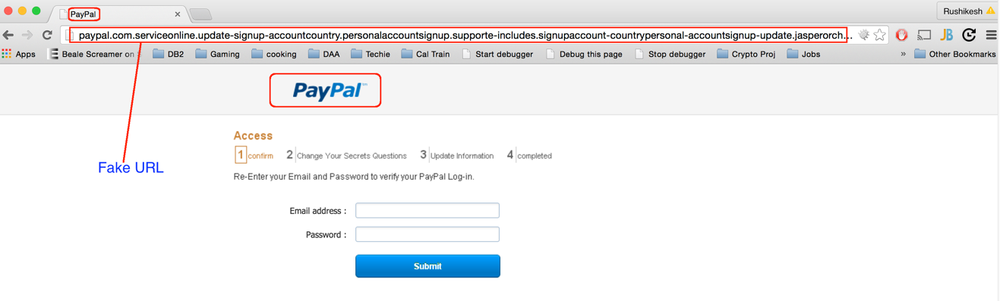 PayPal
Rushikesh
paypal.com.serviceonline.update-signup-accountcountry.personalaccountsignup.supporte-includes.signupaccount-countrypersonal-accountsignup-update.jasperorch...
Apps Beale Screamer on DB2 Gaming cooking DAA Techie Cal Train Start debugger Debug this page Stop debugger Crypto Proj Jobs » Other Bookmarks
PayPal™
Access
1 confirm 2 Change Your Secrets Questions 3 Update Information 4 completed
Fake URL
Re-Enter your Email and Password to verify your PayPal Log-in.
Email address :
Password :
Submit